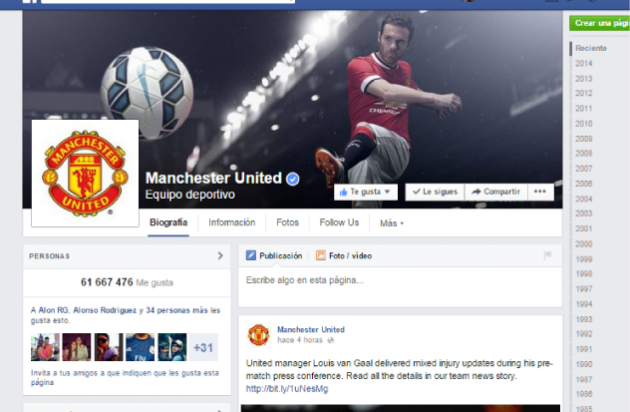 Crear una pági
CHEVROLET
MANCHESTER
UNITED
Manchester United
Equipo deportivo
Te gusta
Le sigues
Compartir
Biografía
Información
Fotos
Follow Us
Más
PERSONAS
61 667 476 Me gusta
A Alon RG, Alonso Rodriguez y 34 personas más les
gusta esto.
+31
Invita a tus amigos a que indiquen que les gusta esta
página
Publicación
Foto / vídeo
Escribe algo en esta página...
Manchester United
hace 4 horas
United manager Louis van Gaal delivered mixed injury updates during his pre-
match press conference. Read all the details in our team news story.
http://bit.ly/1uNesMg
Reciente
2014
2013
2012
2011
2010
2009
2008
2007
2006
2004
2003
2001
2000
1999
1998
1997
1994
1993
1992
1991
1990
1987
1986
1985